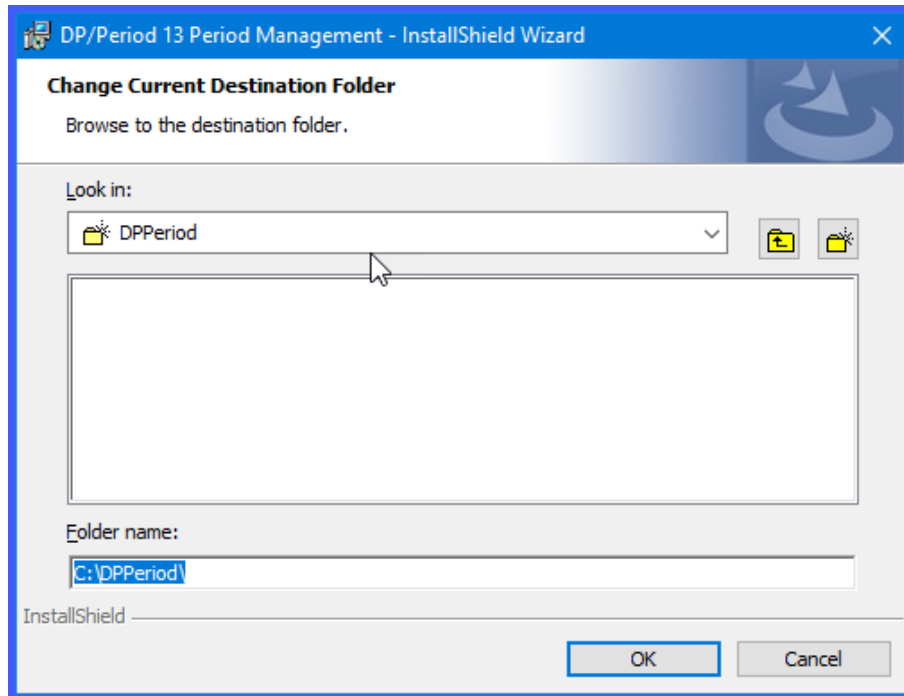 DP/Period 13 Period Management - InstallShield Wizard
Change Current Destination Folder
Browse to the destination folder.
Look in:
DPPeriod
Folder name:
C:\DPPeriod\
InstallShield
OK Cancel